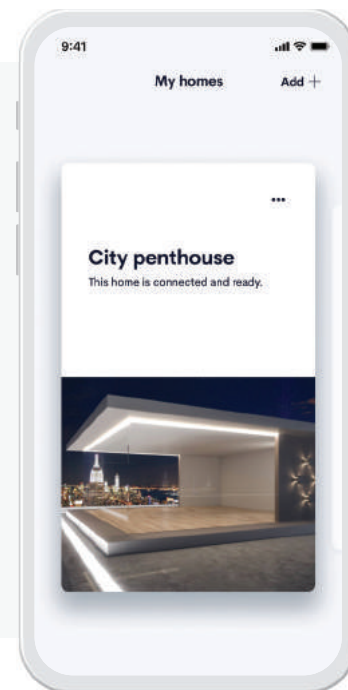 9:41
My homes
Add +
•••
City penthouse
This home is connected and ready.